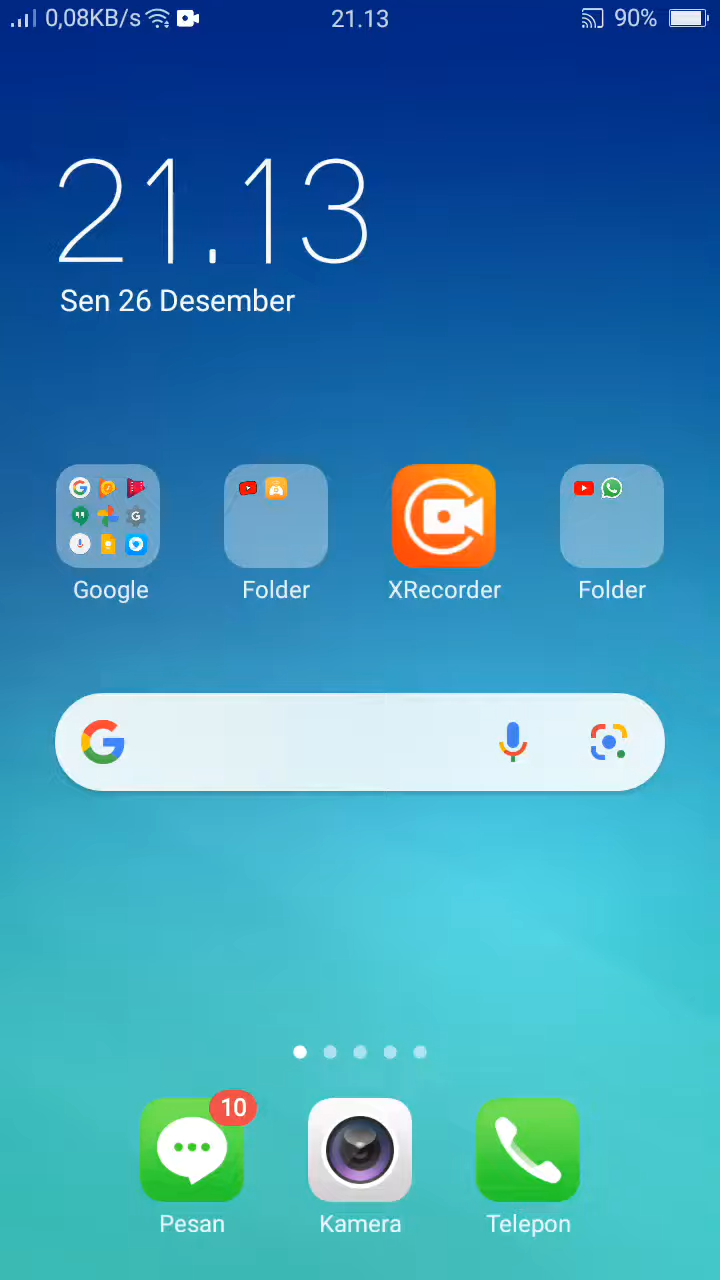 0,08KB/s 21.13 90%
21.13
Sen 26 Desember
Google Folder XRecorder Folder
10
Pesan Kamera Telepon